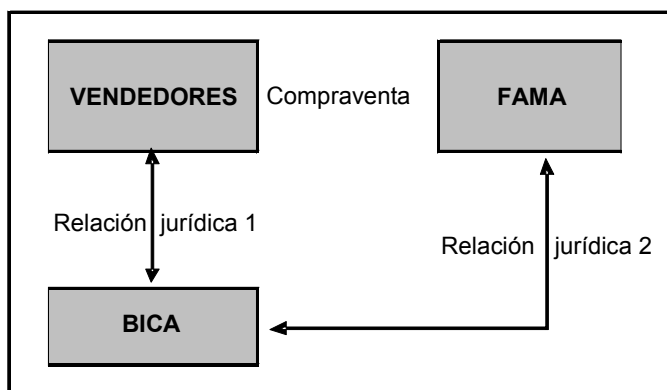 VENDEDORES Compraventa FAMA
Relación jurídica 1
Relación jurídica 2
BICA